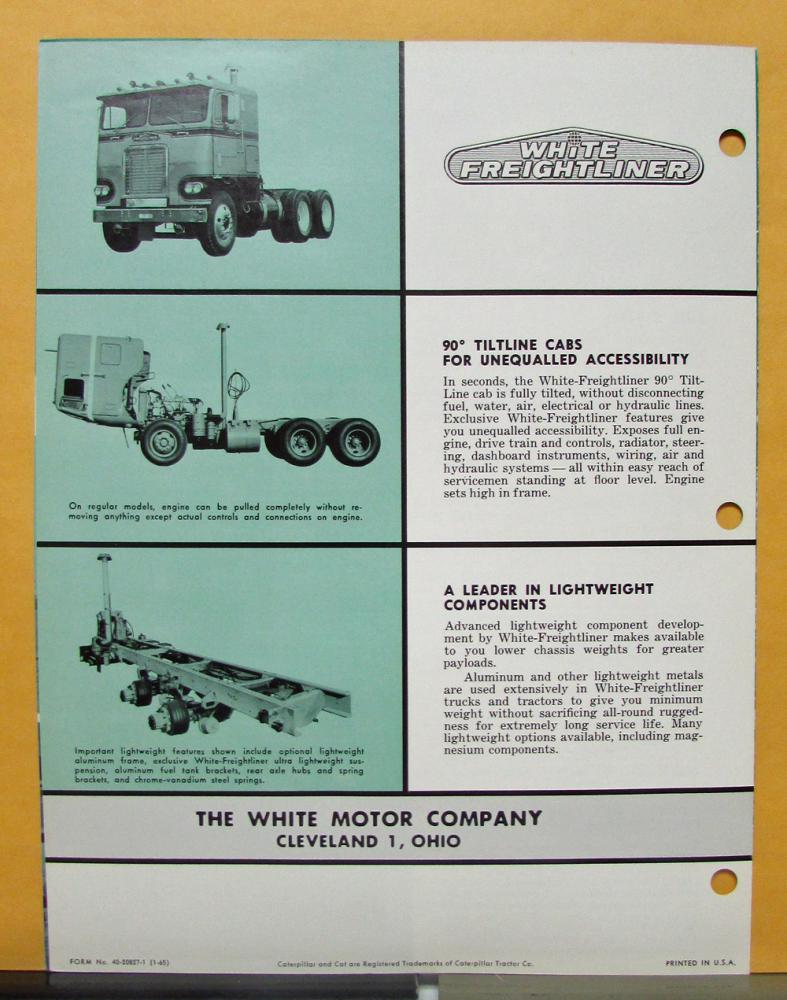 WHITE
FREIGHTLINER
90° TILTLINE CABS
FOR UNEQUALLED ACCESSIBILITY
In seconds, the White-Freightliner 90° Tilt-
Line cab is fully tilted, without disconnecting
fuel, water, air, electrical or hydraulic lines.
Exclusive White-Freightliner features give
you unequalled accessibility. Exposes full en-
gine, drive train and controls, radiator, steer-
ing, dashboard instruments, wiring, air and
hydraulic systems — all within easy reach of
servicemen standing at floor level. Engine
sets high in frame.
On regular models, engine can be pulled completely without re-
moving anything except actual controls and connections on engine.
A LEADER IN LIGHTWEIGHT
COMPONENTS
Advanced lightweight component develop-
ment by White-Freightliner makes available
to you lower chassis weights for greater
payloads.
Aluminum and other lightweight metals
are used extensively in White-Freightliner
trucks and tractors to give you minimum
weight without sacrificing all-round rugged-
ness for extremely long service life. Many
lightweight options available, including mag-
nesium components.
Important lightweight features shown include optional lightweight
aluminum frame, exclusive White-Freightliner ultra lightweight sus-
pension, aluminum fuel tank brackets, rear axle hubs and spring
brackets, and chrome-vanadium steel springs.
THE WHITE MOTOR COMPANY
CLEVELAND 1, OHIO
FORM No. 40-20827-1 (1-65)
Caterpillar and Cat are Registered Trademarks of Caterpillar Tractor Co.
PRINTED IN U.S.A.